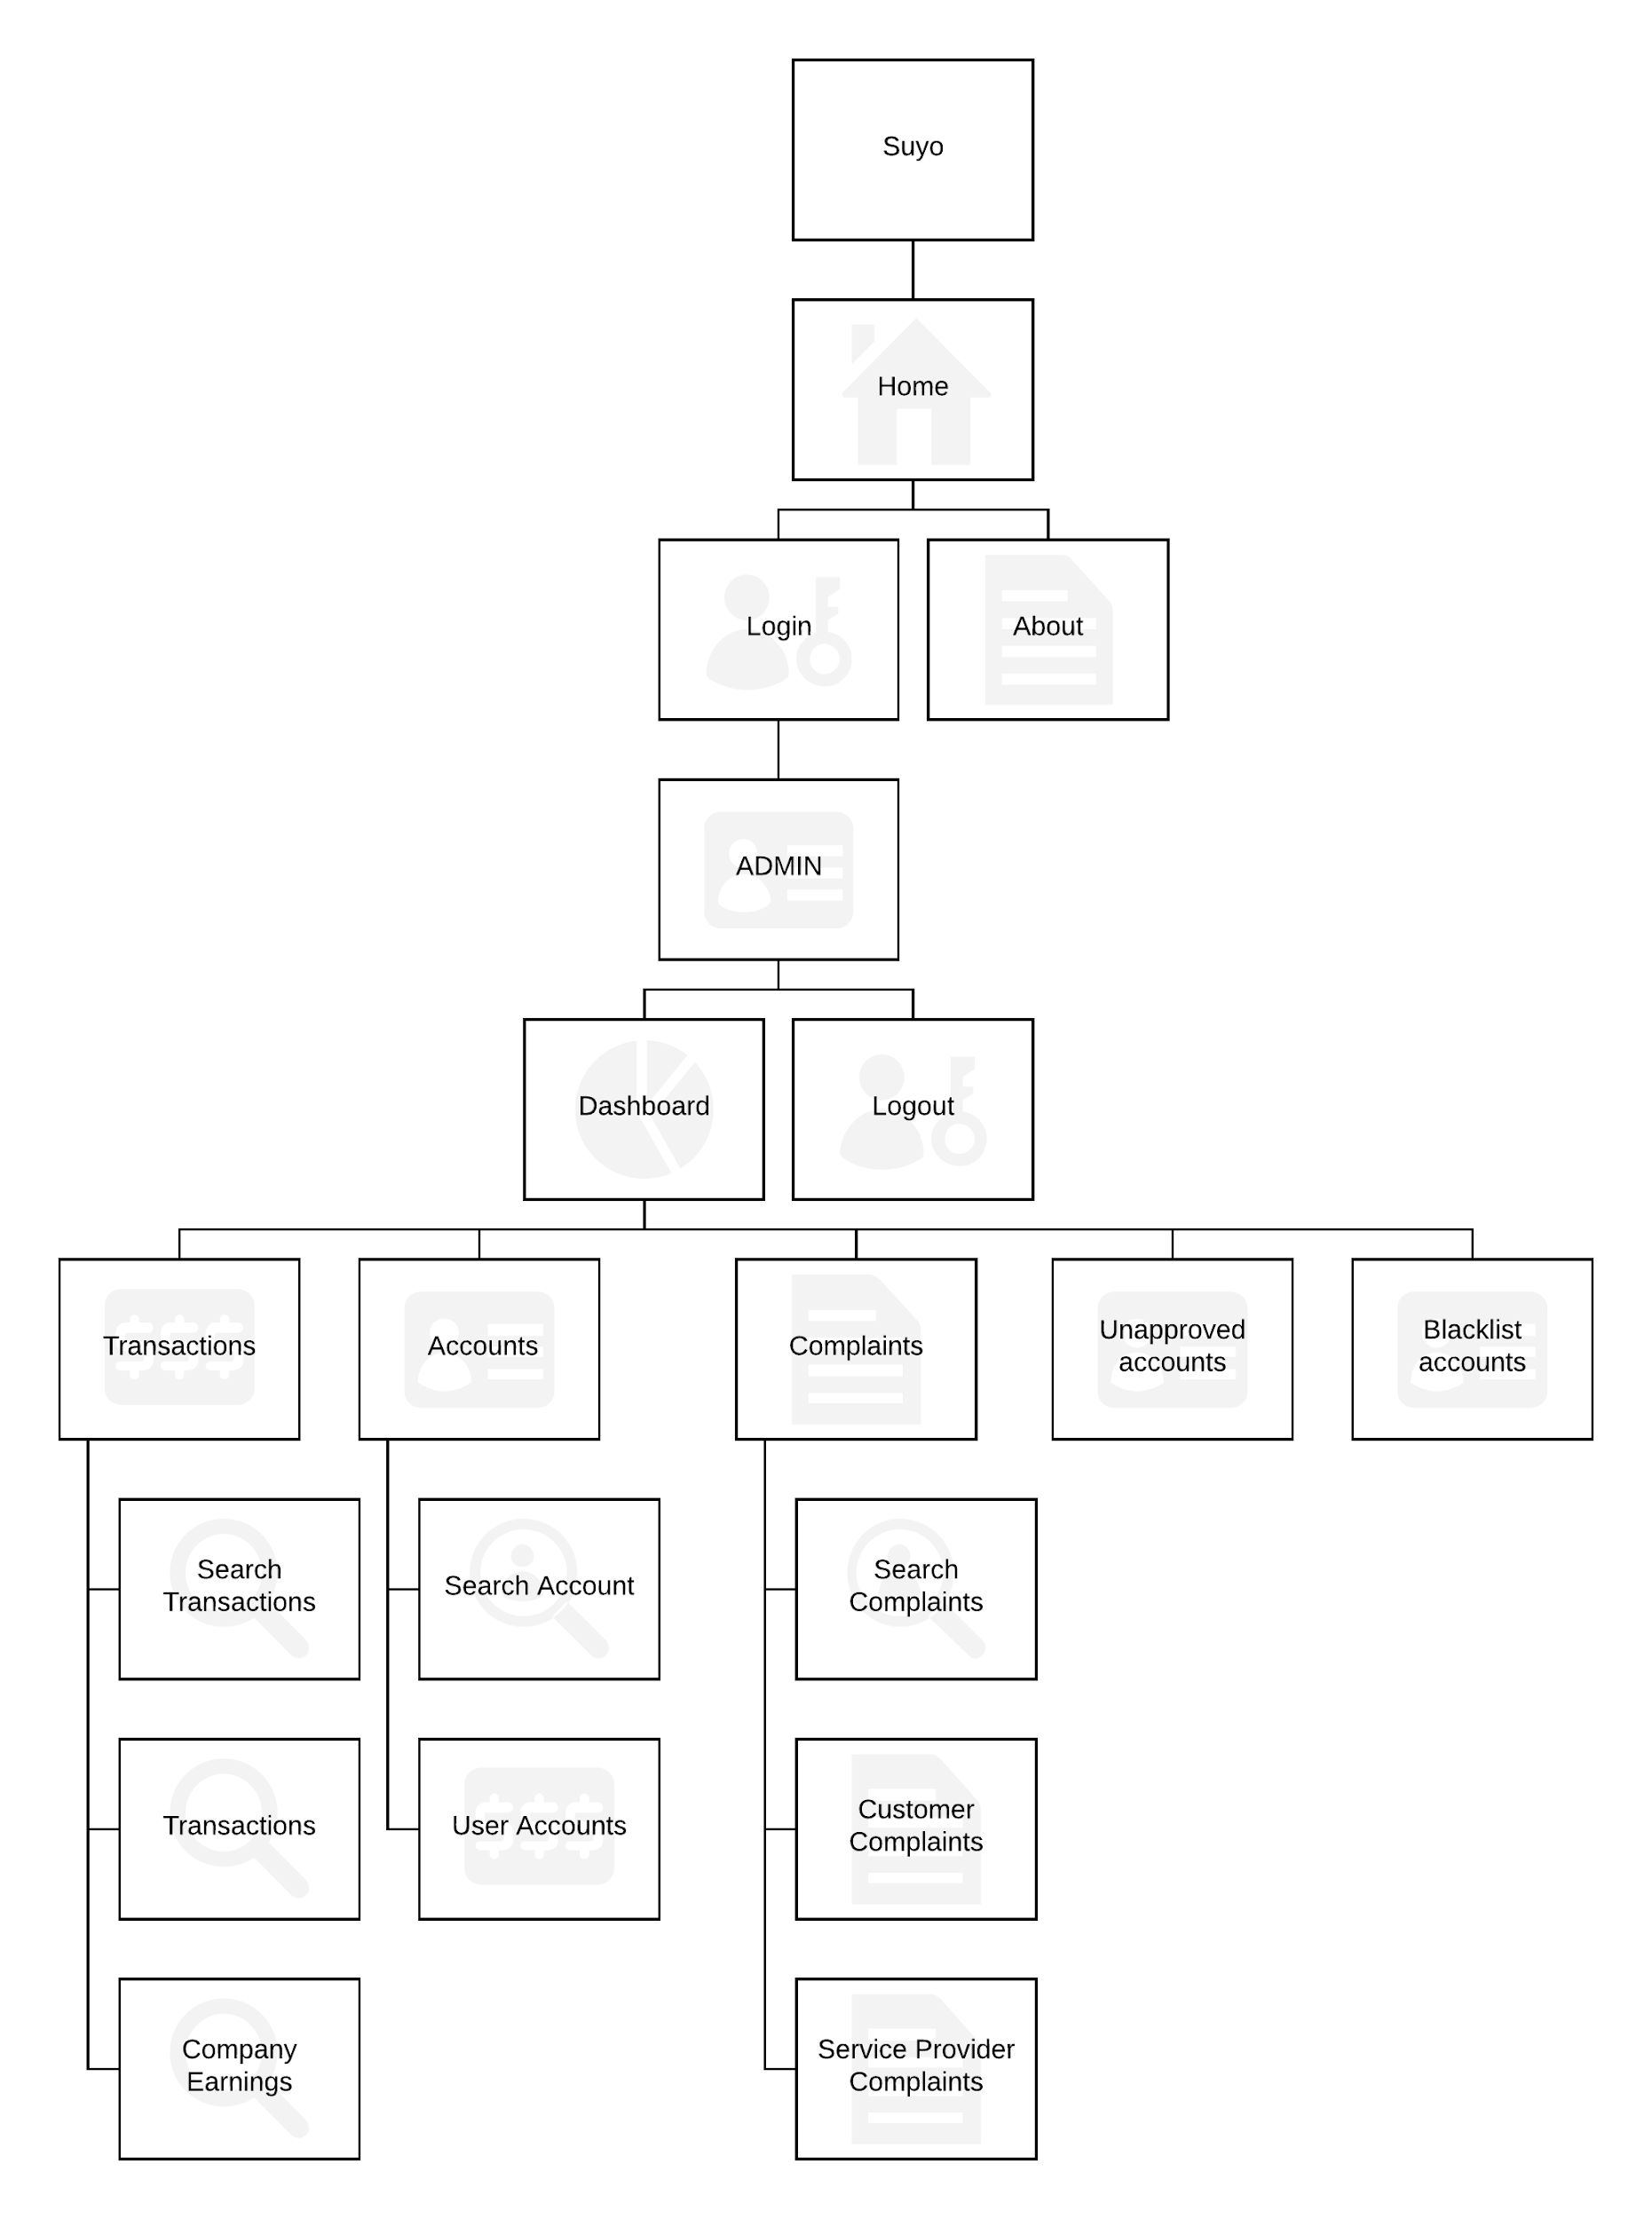 Suyo
Home
Login
About
ADMIN
Dashboard
Logout
Transactions
Accounts
Complaints
Unapproved
accounts
Blacklist
accounts
Search
Transactions
Search Account
Search
Complaints
Transactions
User Accounts
Customer
Complaints
Company
Earnings
Service Provider
Complaints